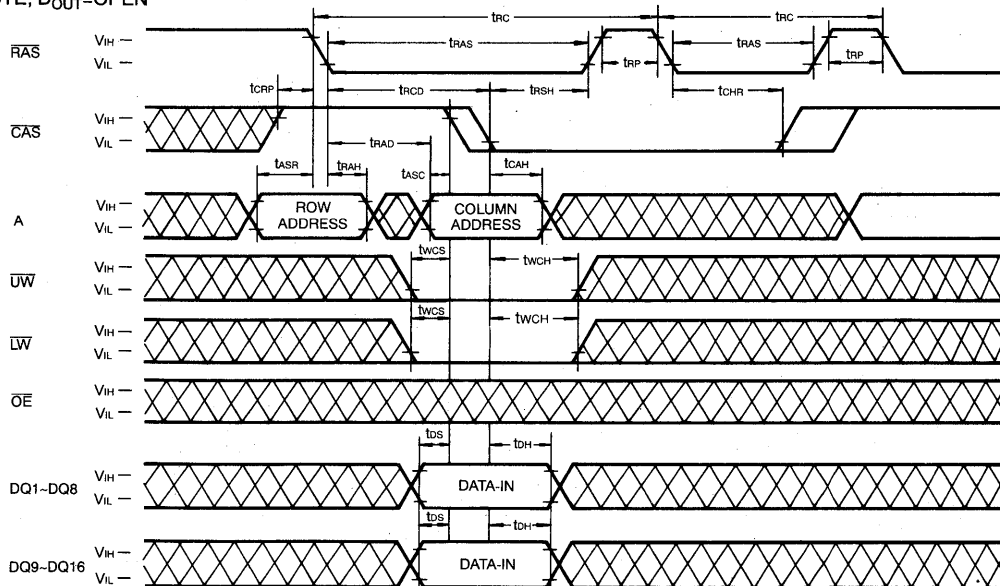 DOUT=OPEN
tRC tRC
RAS VIH VIL tRAS tRP tRAS tRP
tCRP tRCD tRSH tCHR
CAS VIH VIL
tRAD
tASR tRAH tASC tCAH
A VIH VIL ROW ADDRESS COLUMN ADDRESS
tWCS tWCH
UW VIH VIL
tWCS tWCH
LW VIH VIL
OE VIH VIL
tDS tDH
DQ1~DQ8 VIH VIL DATA-IN
tDS tDH
DQ9~DQ16 VIH VIL DATA-IN